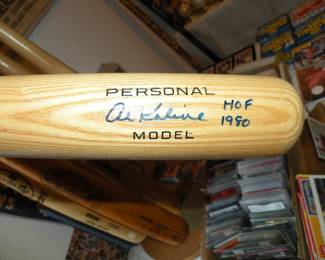 PERSONAL
Al Kaline HOF
1980
MODEL